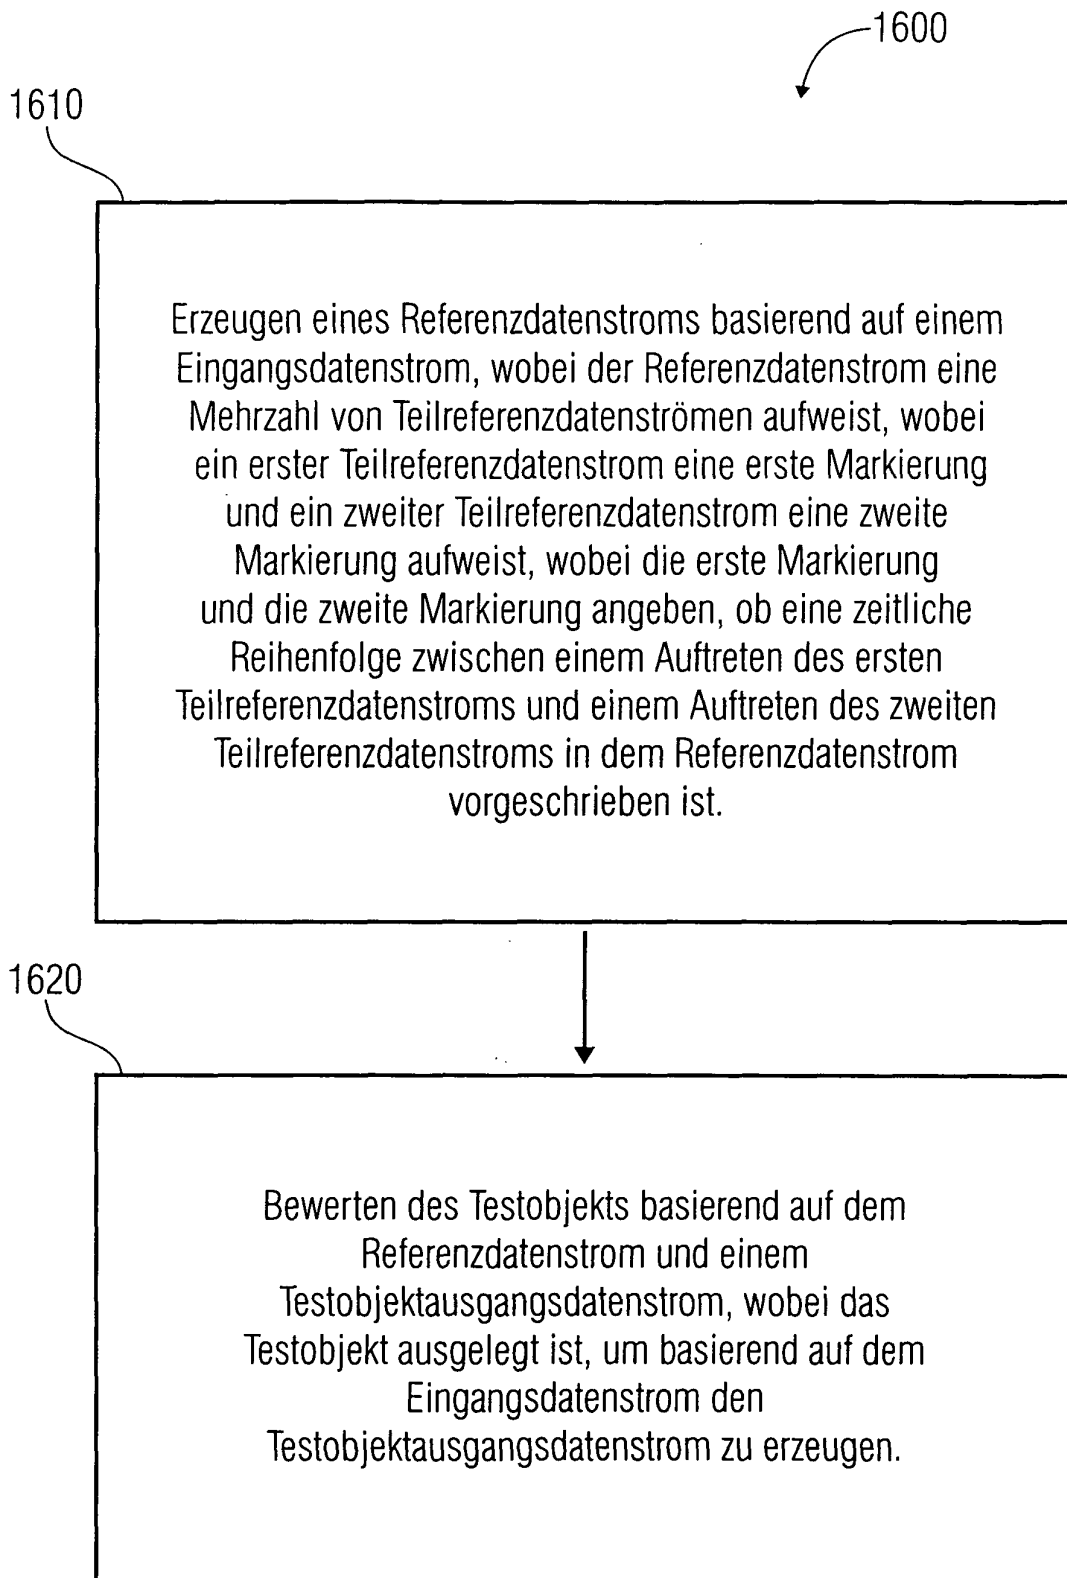 1600
1610
Erzeugen eines Referenzdatenstroms basierend auf einem
Eingangsdatenstrom, wobei der Referenzdatenstrom eine
Mehrzahl von Teilreferenzdatenströmen aufweist, wobei
ein erster Teilreferenzdatenstrom eine erste Markierung
und ein zweiter Teilreferenzdatenstrom eine zweite
Markierung aufweist, wobei die erste Markierung
und die zweite Markierung angeben, ob eine zeitliche
Reihenfolge zwischen einem Auftreten des ersten
Teilreferenzdatenstroms und einem Auftreten des zweiten
Teilreferenzdatenstroms in dem Referenzdatenstrom
vorgeschrieben ist.
1620
Bewerten des Testobjekts basierend auf dem
Referenzdatenstrom und einem
Testobjektausgangsdatenstrom, wobei das
Testobjekt ausgelegt ist, um basierend auf dem
Eingangsdatenstrom den
Testobjektausgangsdatenstrom zu erzeugen.